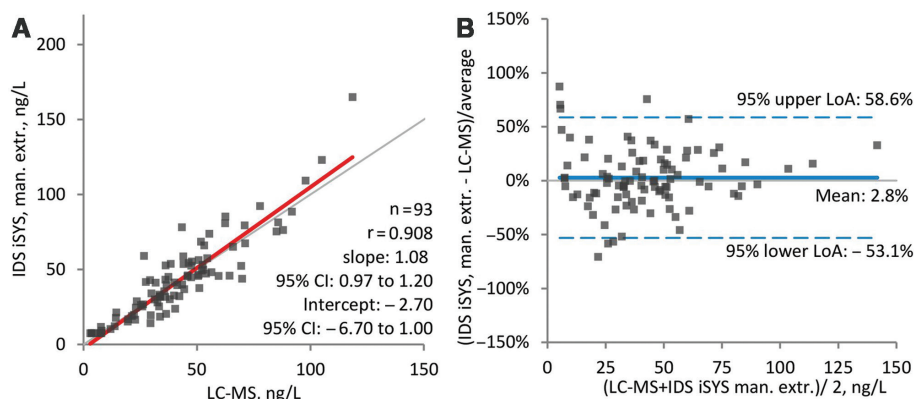 A
200
150
100
50
0
IDS iSYS, man. extr., ng/L
n=93
r=0.908
slope: 1.08
95% CI: 0.97 to 1.20
Intercept: – 2.70
95% CI: –6.70 to 1.00
0 50 100 150
LC-MS, ng/L
B
150%
100%
50%
0%
–50%
–100%
–150%
(IDS iSYS, man. extr. - LC-MS)/average
95% upper LoA: 58.6%
Mean: 2.8%
95% lower LoA: – 53.1%
0 25 50 75 100 125 150
(LC-MS+IDS iSYS man. extr.)/ 2, ng/L